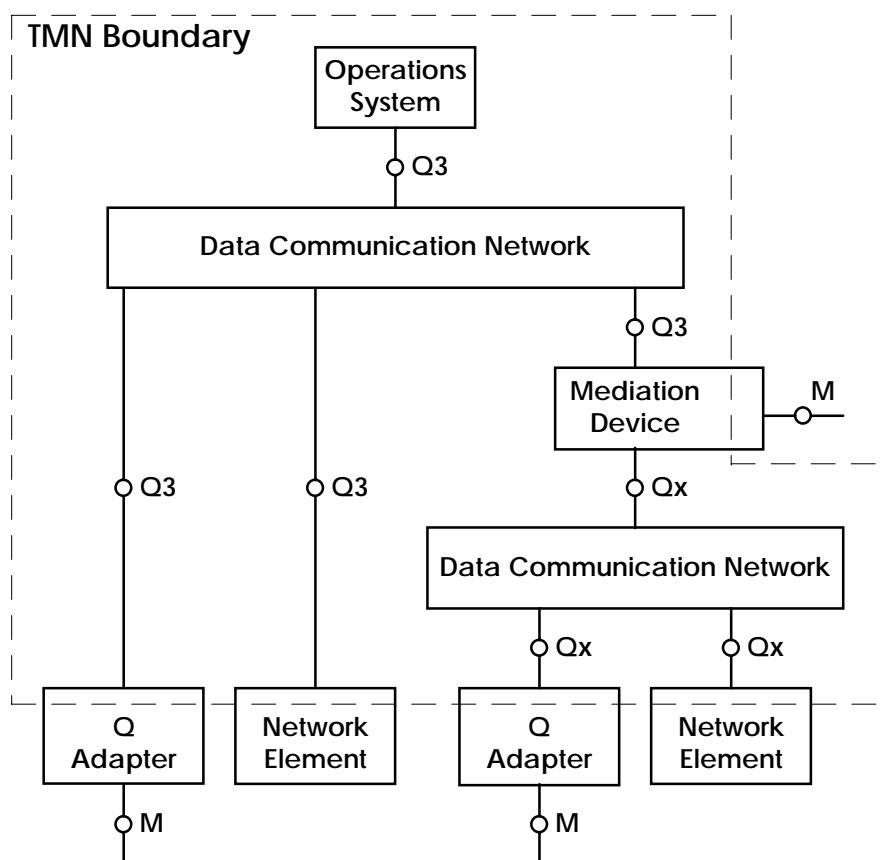 TMN Boundary
Operations
System
Q3
Data Communication Network
Q3
Mediation
Device
M
Q3
Q3
Qx
Data Communication Network
Qx
Qx
Q
Adapter
Network
Element
Q
Adapter
Network
Element
M
M